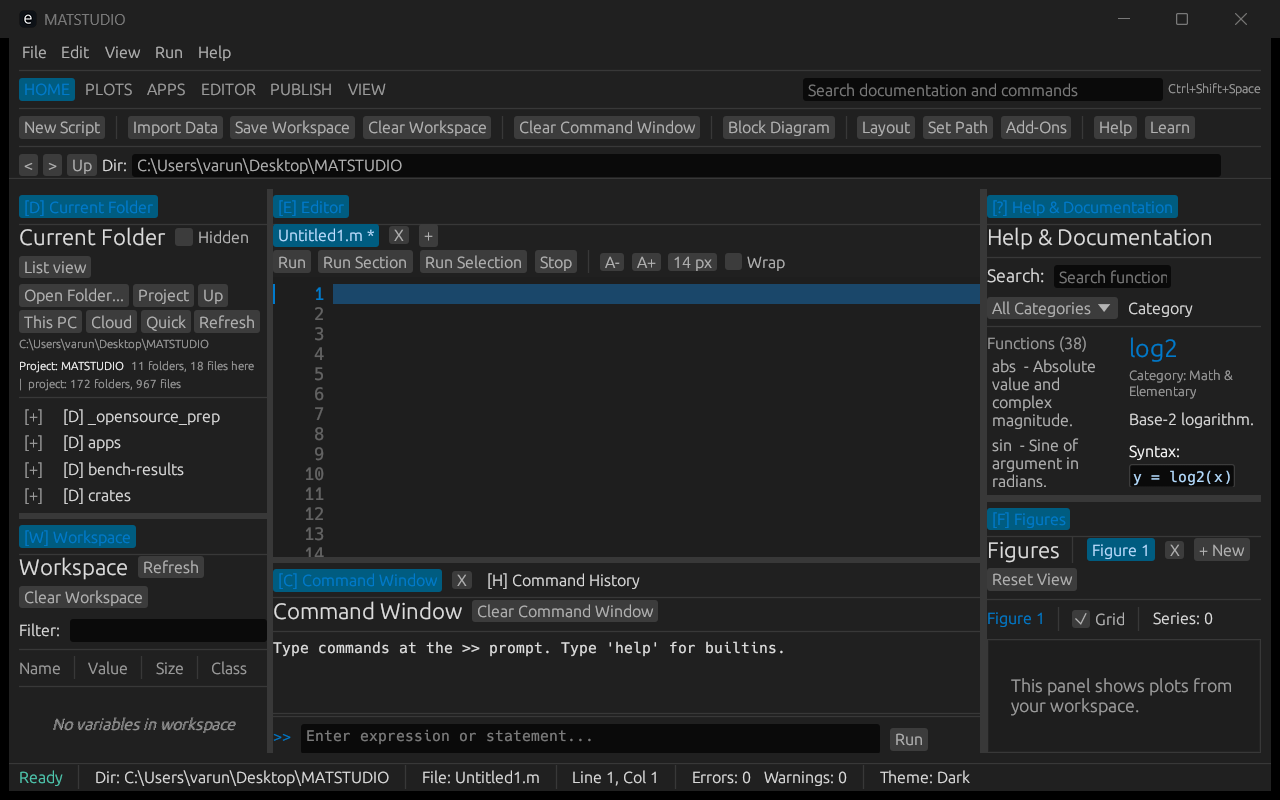 e MATSTUDIO
File Edit View Run Help
HOME PLOTS APPS EDITOR PUBLISH VIEW Search documentation and commands Ctrl+Shift+Space
New Script Import Data Save Workspace Clear Workspace Clear Command Window Block Diagram Layout Set Path Add-Ons Help Learn
< > Up Dir: C:\Users\varun\Desktop\MATSTUDIO
[D] Current Folder
Current Folder Hidden
List view
Open Folder... Project Up
This PC Cloud Quick Refresh
C:\Users\varun\Desktop\MATSTUDIO
Project: MATSTUDIO 11 folders, 18 files here
| project: 172 folders, 967 files
[+] [D] _opensource_prep
[+] [D] apps
[+] [D] bench-results
[+] [D] crates
[W] Workspace
Workspace Refresh
Clear Workspace
Filter:
Name Value Size Class
No variables in workspace
[E] Editor
Untitled1.m * X +
Run Run Section Run Selection Stop A- A+ 14 px Wrap
1
2
3
4
5
6
7
8
9
10
11
12
13
14
[C] Command Window X [H] Command History
Command Window Clear Command Window
Type commands at the >> prompt. Type 'help' for builtins.
>> Enter expression or statement... Run
[?] Help & Documentation
Help & Documentation
Search: Search function
All Categories Category
Functions (38)
abs - Absolute
value and
complex
magnitude.
sin - Sine of
argument in
radians.
log2
Category: Math &
Elementary
Base-2 logarithm.
Syntax:
y = log2(x)
[F] Figures
Figures Figure 1 X + New
Reset View
Figure 1 Grid Series: 0
This panel shows plots from
your workspace.
Ready Dir: C:\Users\varun\Desktop\MATSTUDIO File: Untitled1.m Line 1, Col 1 Errors: 0 Warnings: 0 Theme: Dark